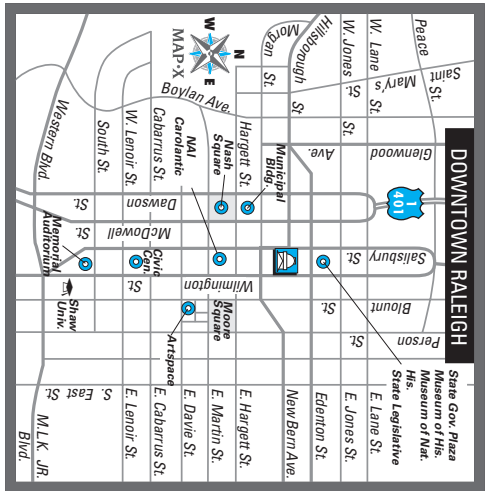 DOWNTOWN RALEIGH
Peace
St.
Saint
Mary's
St.
W. Lane
St.
W. Jones
St.
Hillsborough
St.
Morgan
St.
Glenwood
Ave.
1
401
N
E
W
S
MAP•X
Boylan Ave.
Hargett St.
Municipal
Bldg.
Nash
Square
NAI
Carolantic
Cabarrus St.
W. Lenoir St.
South St.
Western Blvd.
Dawson
St.
McDowell
St.
Salisbury
St.
Wilmington
St.
Civic
Cen.
Memorial
Auditorium
Shaw
Univ.
Blount
St.
Person
St.
Moore
Square
Artspace
State Gov. Plaza
Museum of His.
Museum of Nat.
His.
State Legislative
E. Lane St.
E. Jones St.
Edenton St.
New Bern Ave.
E. Hargett St.
E. Martin St.
E. Davie St.
E. Cabarrus St.
E. Lenoir St.
S. East
St.
M.L.K. JR.
Blvd.